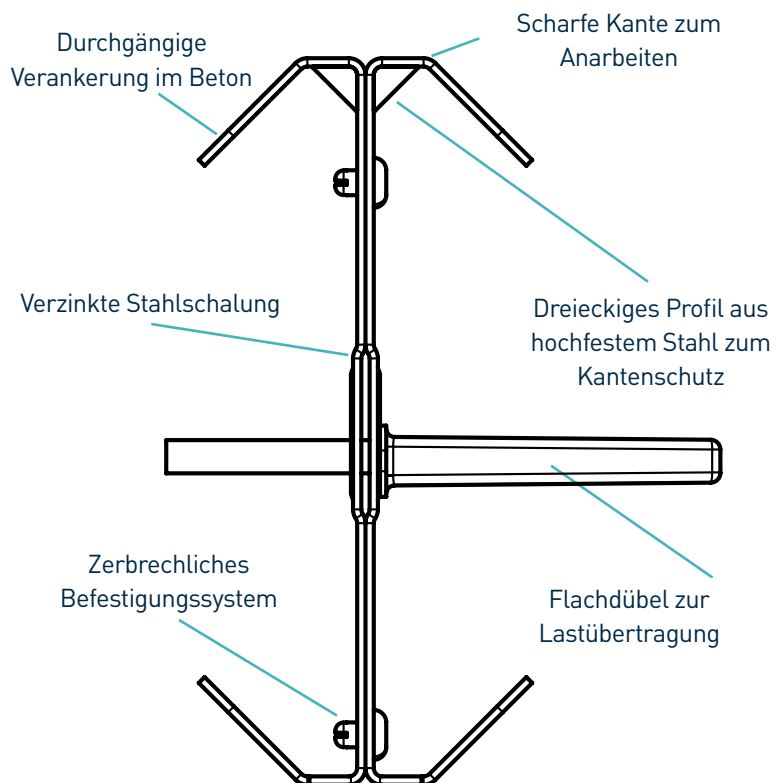 Durchgängige
Verankerung im Beton
Scharfe Kante zum
Anarbeiten
Verzinkte Stahlschalung
Dreieckiges Profil aus
hochfestem Stahl zum
Kantenschutz
Zerbrechliches
Befestigungssystem
Flachdübel zur
Lastübertragung